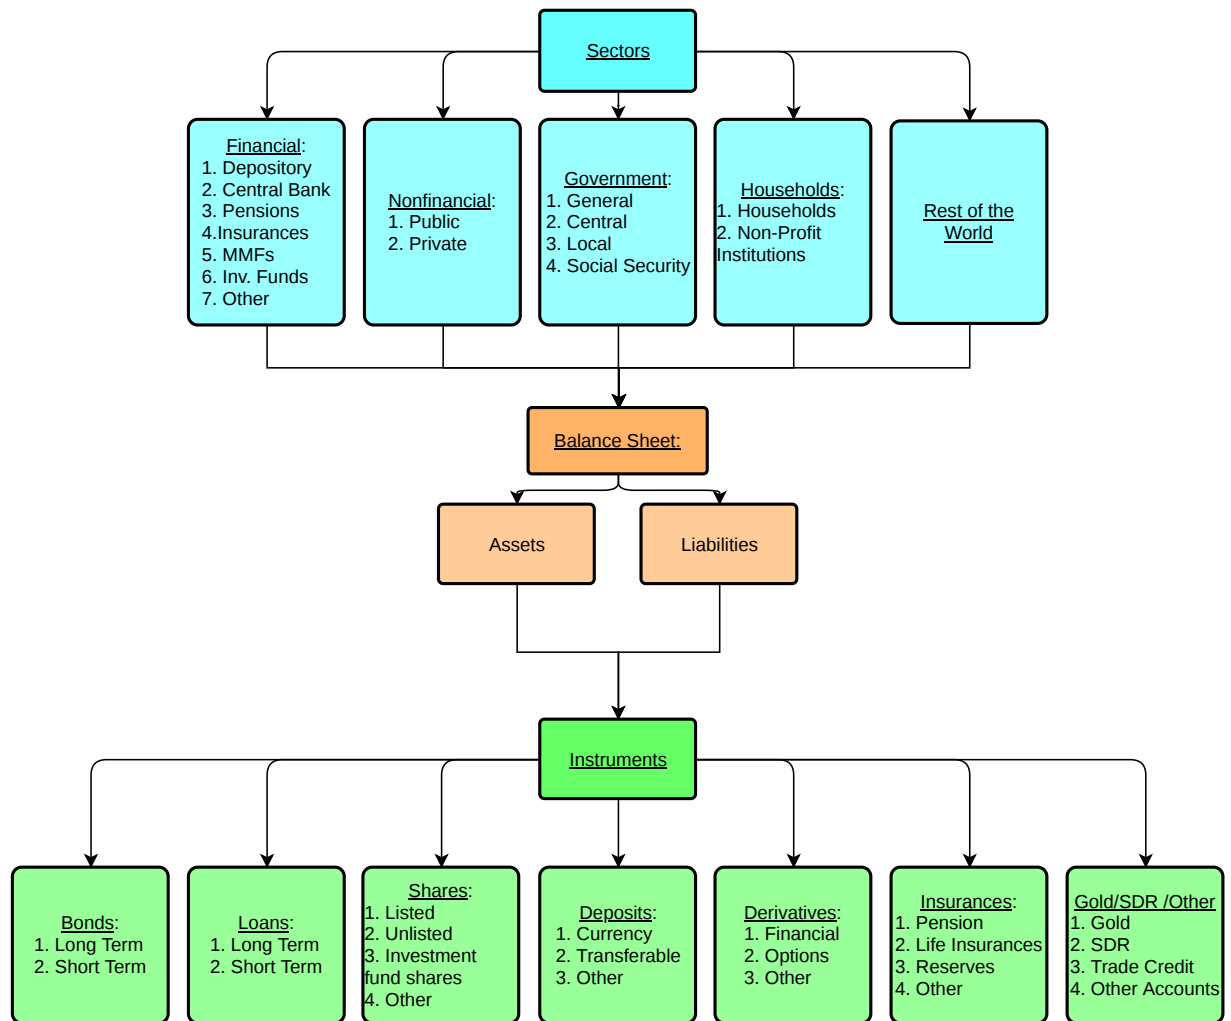 Sectors
Financial:
1. Depository
2. Central Bank
3. Pensions
4.Insurances
5. MMFs
6. Inv. Funds
7. Other
Nonfinancial:
1. Public
2. Private
Government:
1. General
2. Central
3. Local
4. Social Security
Households:
1. Households
2. Non-Profit
Institutions
Rest of the
World
Balance Sheet:
Assets
Liabilities
Instruments
Bonds:
1. Long Term
2. Short Term
Loans:
1. Long Term
2. Short Term
Shares:
1. Listed
2. Unlisted
3. Investment
fund shares
4. Other
Deposits:
1. Currency
2. Transferable
3. Other
Derivatives:
1. Financial
2. Options
3. Other
Insurances:
1. Pension
2. Life Insurances
3. Reserves
4. Other
Gold/SDR /Other
1. Gold
2. SDR
3. Trade Credit
4. Other Accounts